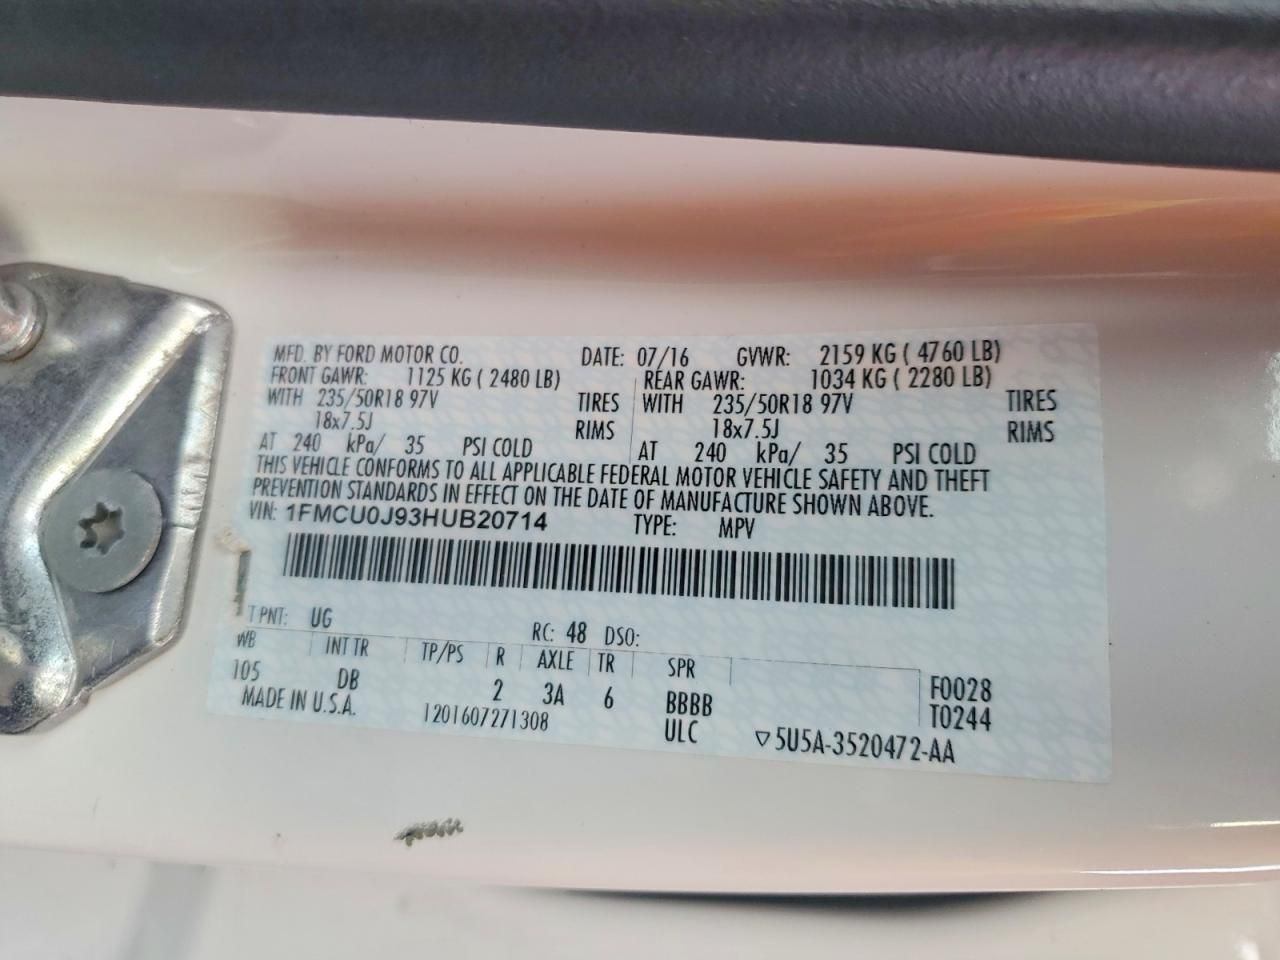 MFD. BY FORD MOTOR CO. DATE: 07/16 GVWR: 2159 KG ( 4760 LB)
FRONT GAWR: 1125 KG ( 2480 LB) REAR GAWR: 1034 KG ( 2280 LB)
WITH 235/50R18 97V TIRES WITH 235/50R18 97V TIRES
18x7.5J RIMS 18x7.5J RIMS
AT 240 kPa/ 35 PSI COLD AT 240 kPa/ 35 PSI COLD
THIS VEHICLE CONFORMS TO ALL APPLICABLE FEDERAL MOTOR VEHICLE SAFETY AND THEFT
PREVENTION STANDARDS IN EFFECT ON THE DATE OF MANUFACTURE SHOWN ABOVE.
VIN: 1FMCU0J93HUB20714 TYPE: MPV
T PNT: UG RC: 48 DSO:
WB INT TR TP/PS R AXLE TR SPR
105 DB 2 3A 6 BBBB F0028
MADE IN U.S.A. 1201607271308 ULC T0244
▽5U5A-3520472-AA